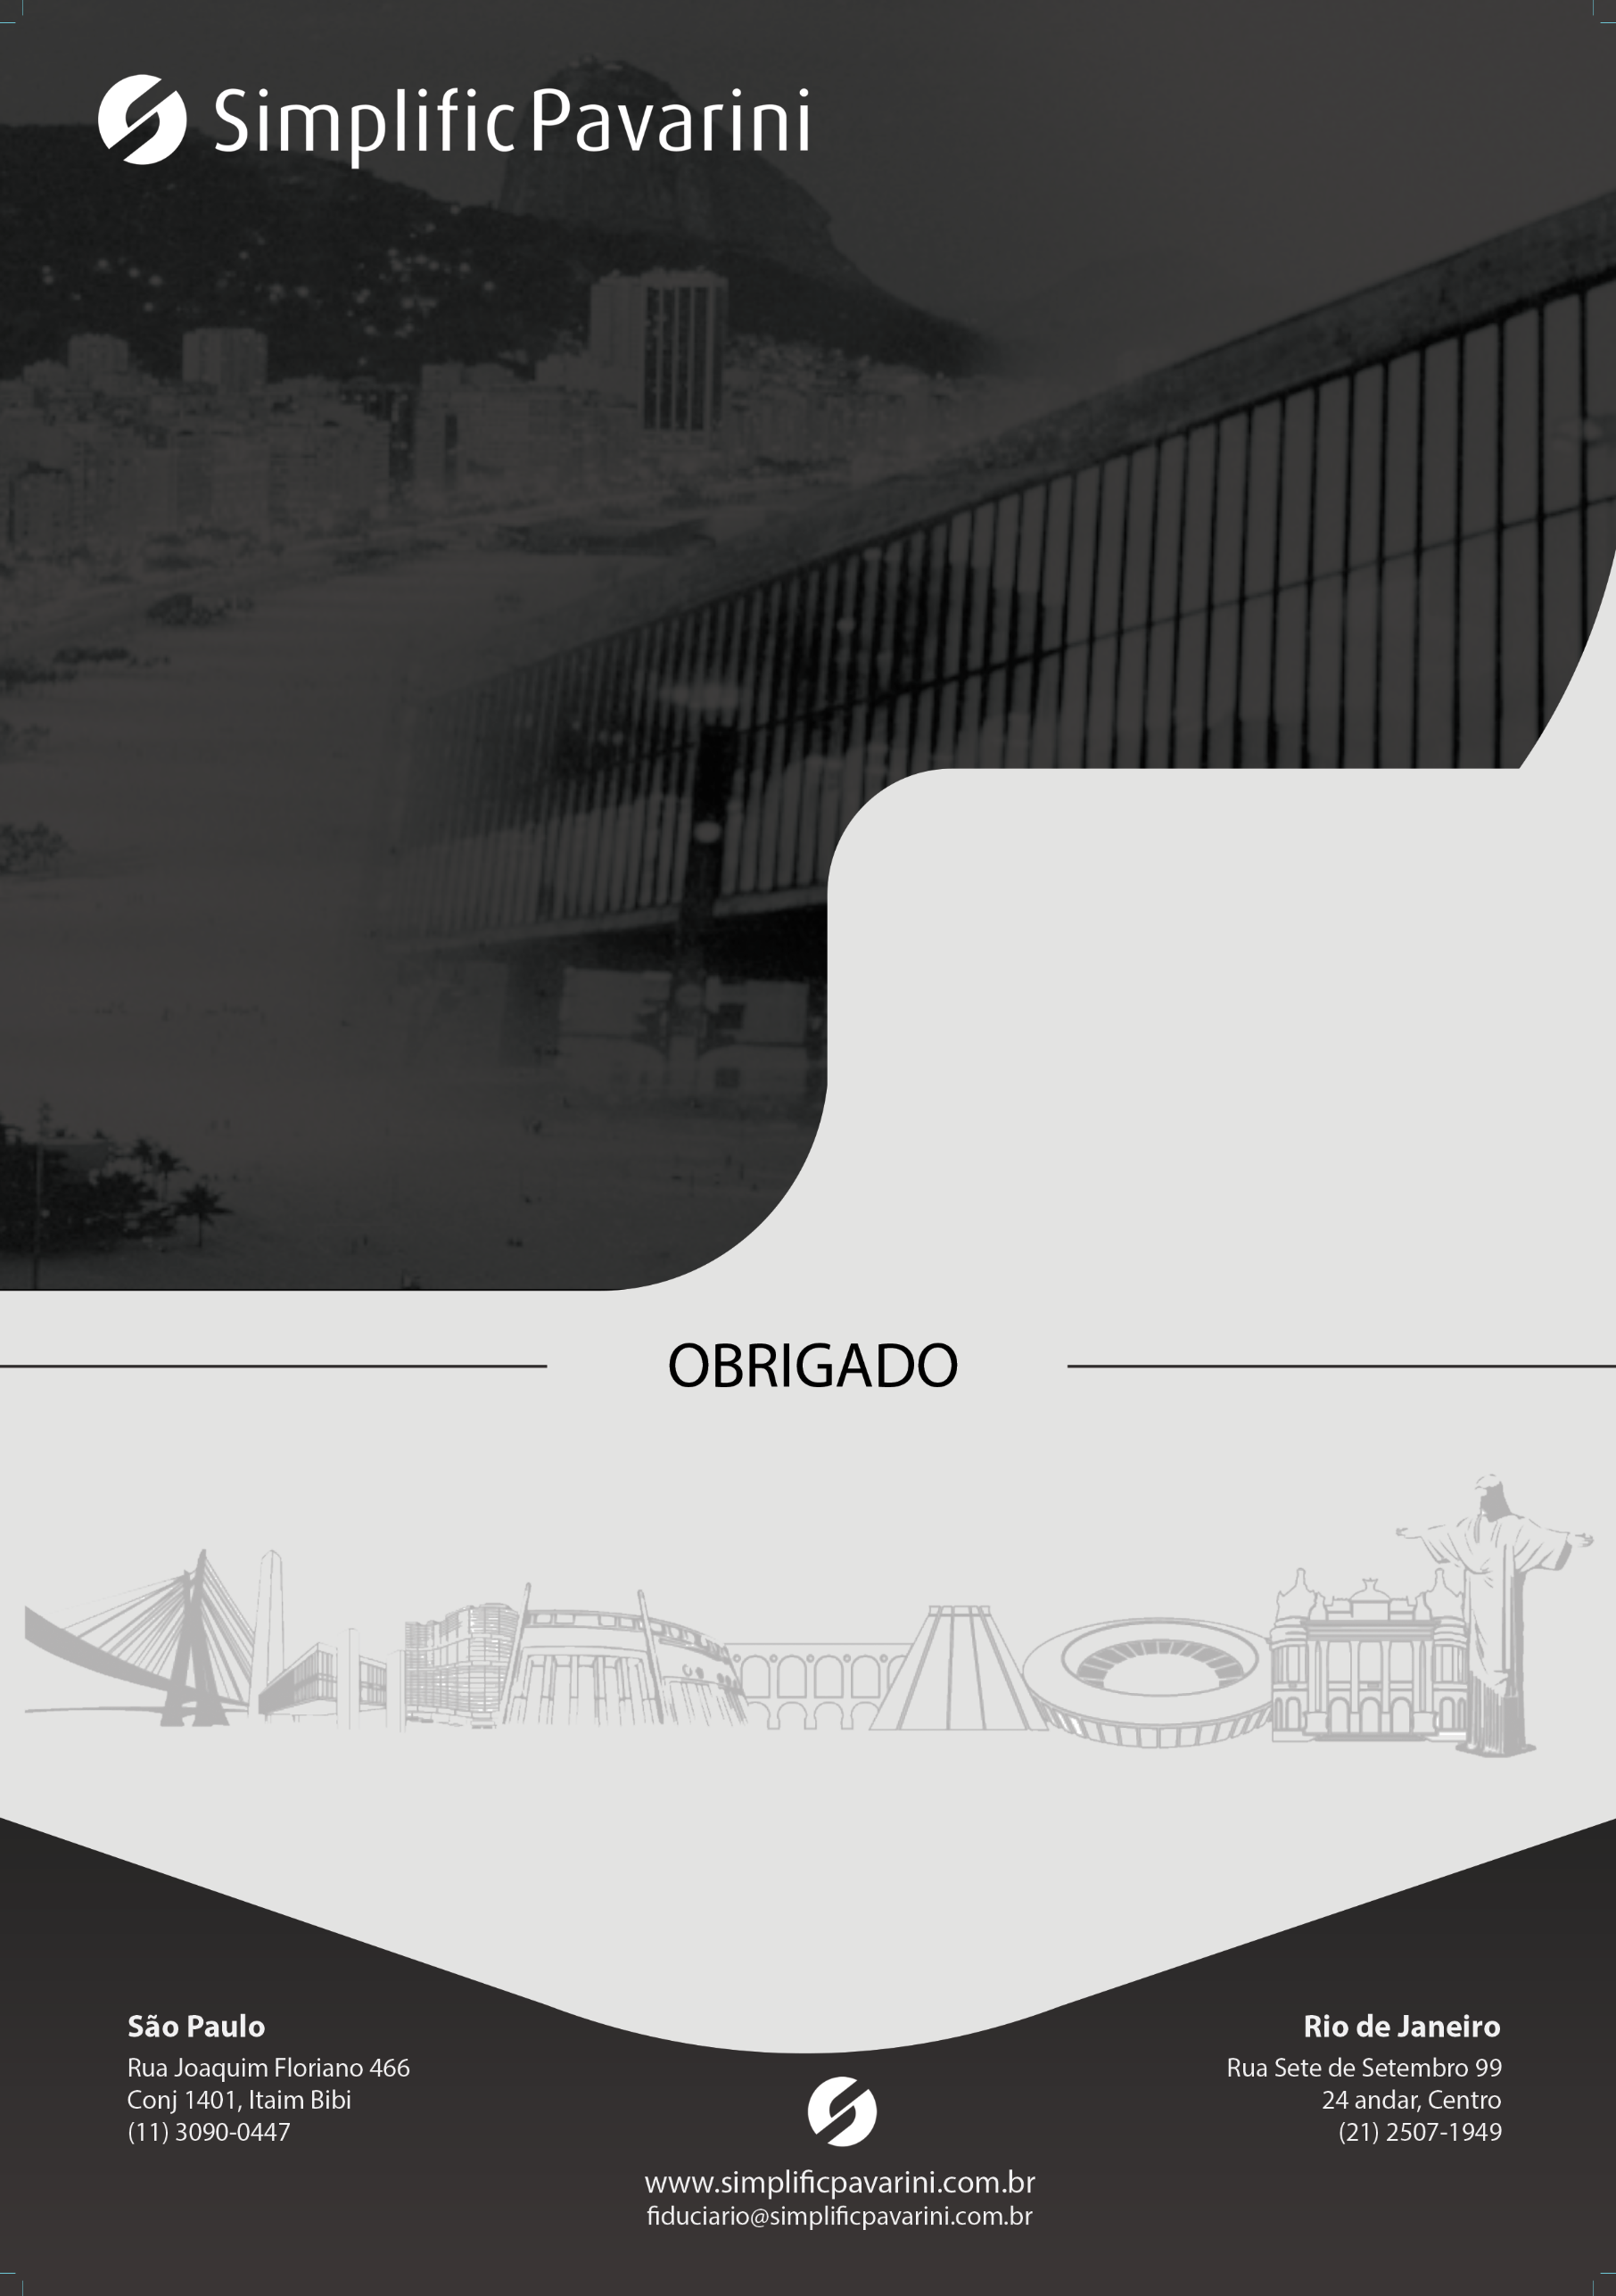 Simplific Pavarini
OBRIGADO
São Paulo
Rua Joaquim Floriano 466
Conj 1401, Itaim Bibi
(11) 3090-0447
Rio de Janeiro
Rua Sete de Setembro 99
24 andar, Centro
(21) 2507-1949
www.simplificpavarini.com.br
fiduciario@simplificpavarini.com.br